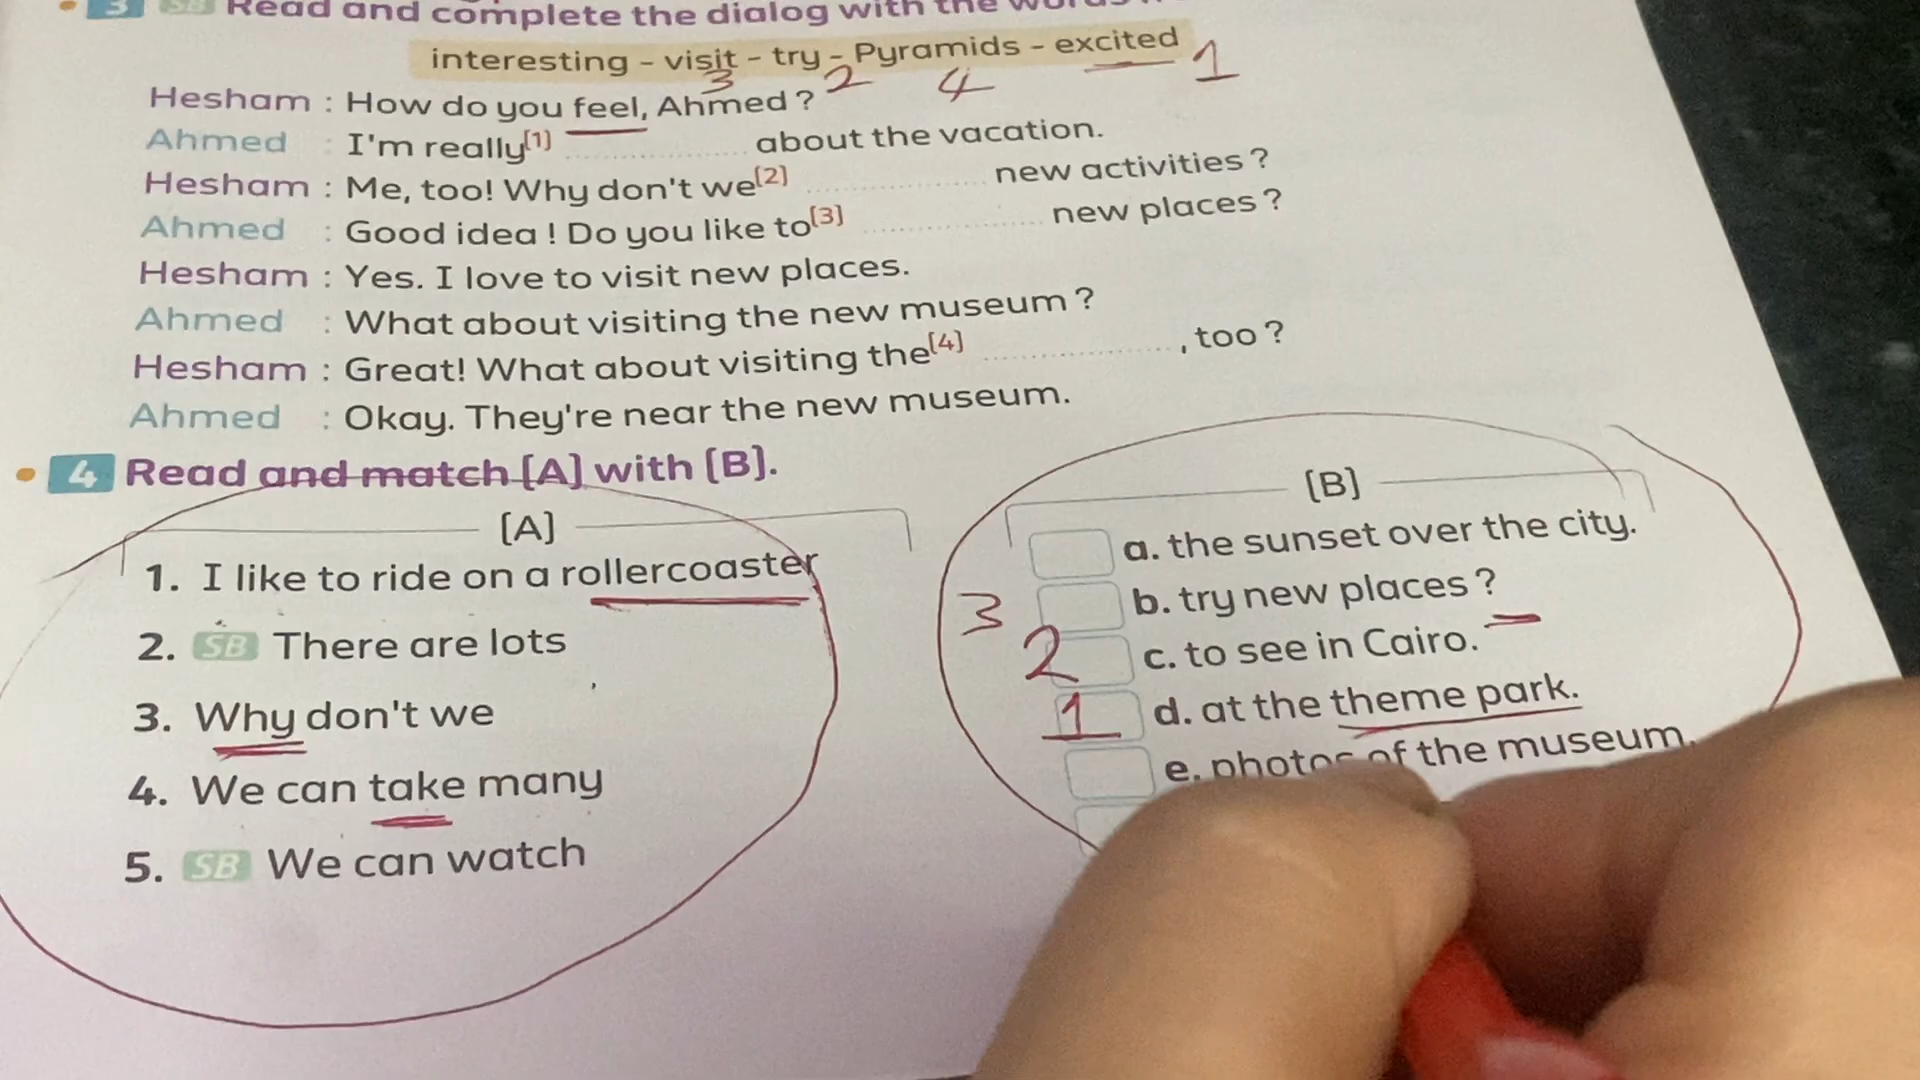 3 SB Read and complete the dialog with the
interesting - visit - try - Pyramids - excited 1
3 2 4
Hesham : How do you feel, Ahmed ?
Ahmed : I'm really[1] .................... about the vacation.
Hesham : Me, too! Why don't we[2] .................... new activities ?
Ahmed : Good idea ! Do you like to[3] .................... new places ?
Hesham : Yes. I love to visit new places.
Ahmed : What about visiting the new museum ?
Hesham : Great! What about visiting the[4] .................... , too ?
Ahmed : Okay. They're near the new museum.
4 Read and match [A] with [B].
[A]
1. I like to ride on a rollercoaster
2. SB There are lots
3. Why don't we
4. We can take many
5. SB We can watch
[B]
a. the sunset over the city.
3 b. try new places ?
2 c. to see in Cairo.
1 d. at the theme park.
e. photos of the museum.